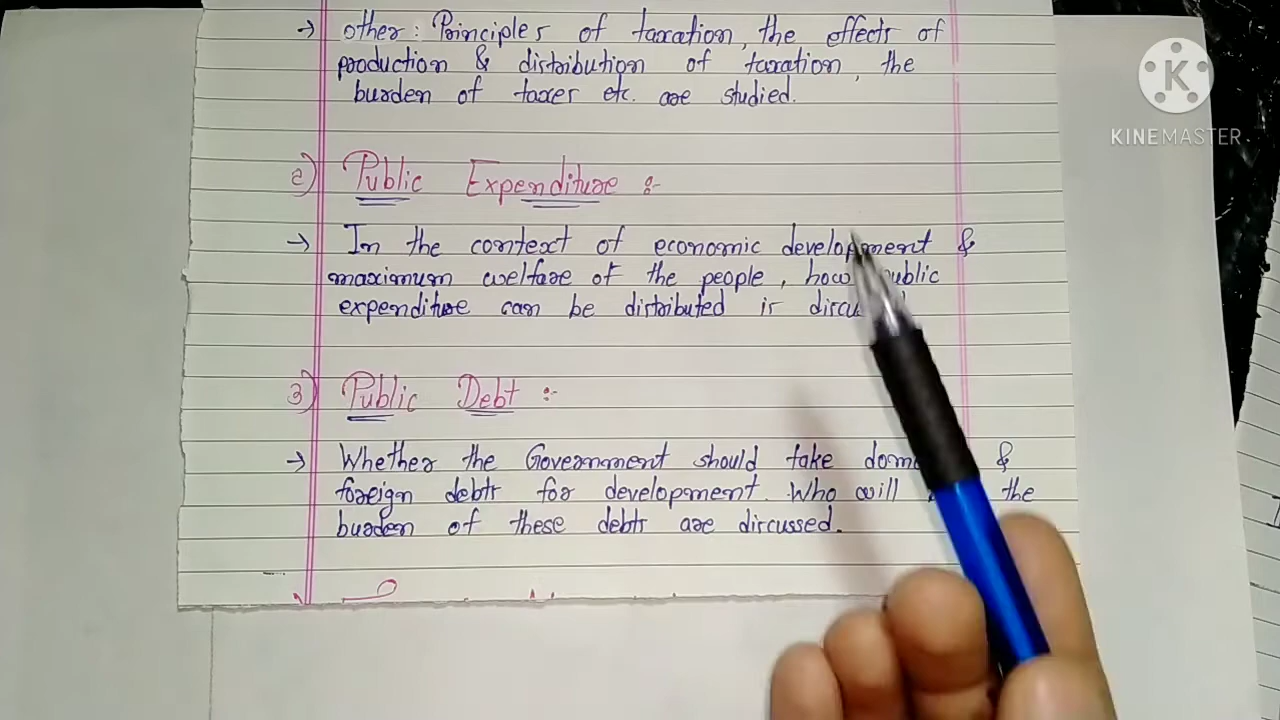 → other: Principles of taxation, the effects of
production & distribution of taxation, the
burden of taxes etc. are studied.
2) Public Expenditure :-
→ In the context of economic development &
maximum welfare of the people, how public
expenditure can be distributed is
3) Public Debt :-
→ Whether the Government should take &
foreign debts for development. Who will the
burden of these debts are discussed.
KINEMASTER
K